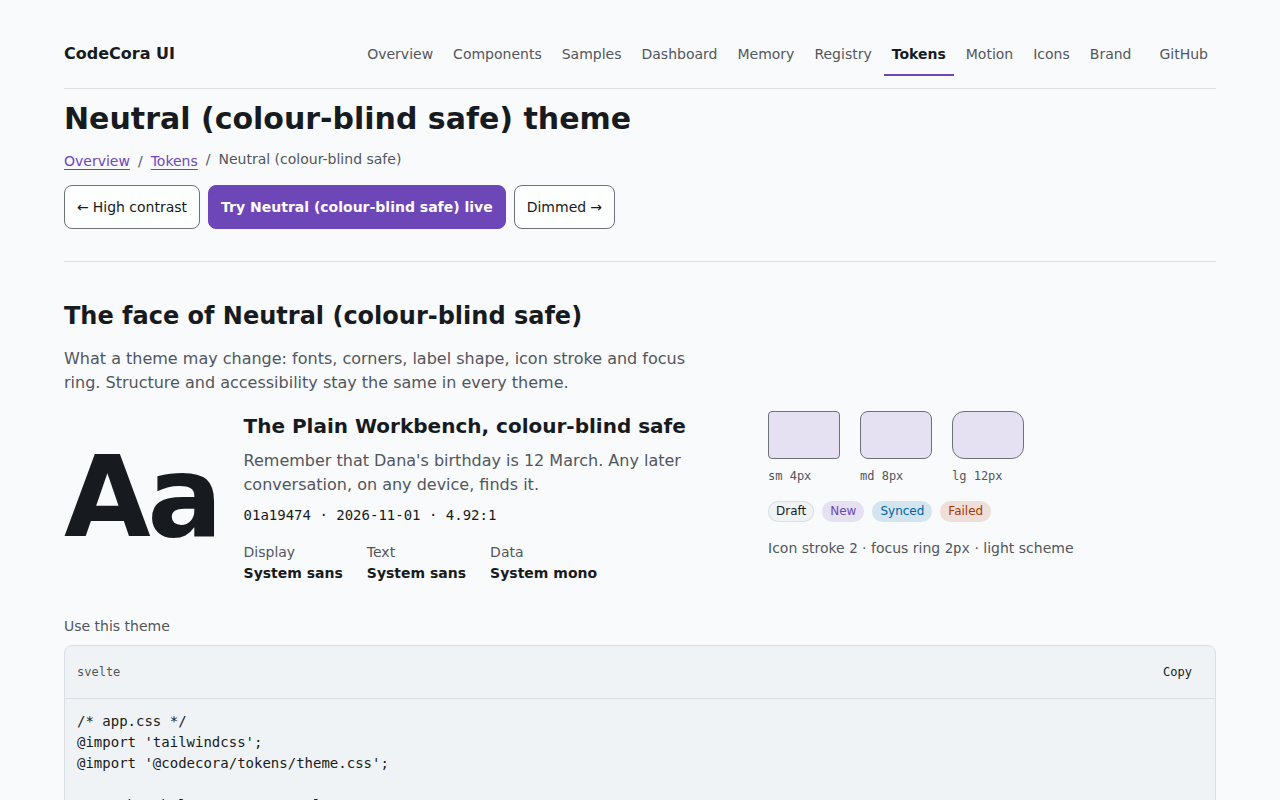 CodeCora UI
Overview Components Samples Dashboard Memory Registry Tokens Motion Icons Brand GitHub
Neutral (colour-blind safe) theme
Overview / Tokens / Neutral (colour-blind safe)
← High contrast
Try Neutral (colour-blind safe) live
Dimmed →
The face of Neutral (colour-blind safe)
What a theme may change: fonts, corners, label shape, icon stroke and focus
ring. Structure and accessibility stay the same in every theme.
Aa
The Plain Workbench, colour-blind safe
Remember that Dana's birthday is 12 March. Any later
conversation, on any device, finds it.
01a19474 · 2026-11-01 · 4.92:1
Display Text Data
System sans System sans System mono
sm 4px md 8px lg 12px
Draft New Synced Failed
Icon stroke 2 · focus ring 2px · light scheme
Use this theme
svelte
Copy
/* app.css */
@import 'tailwindcss';
@import '@codecora/tokens/theme.css';